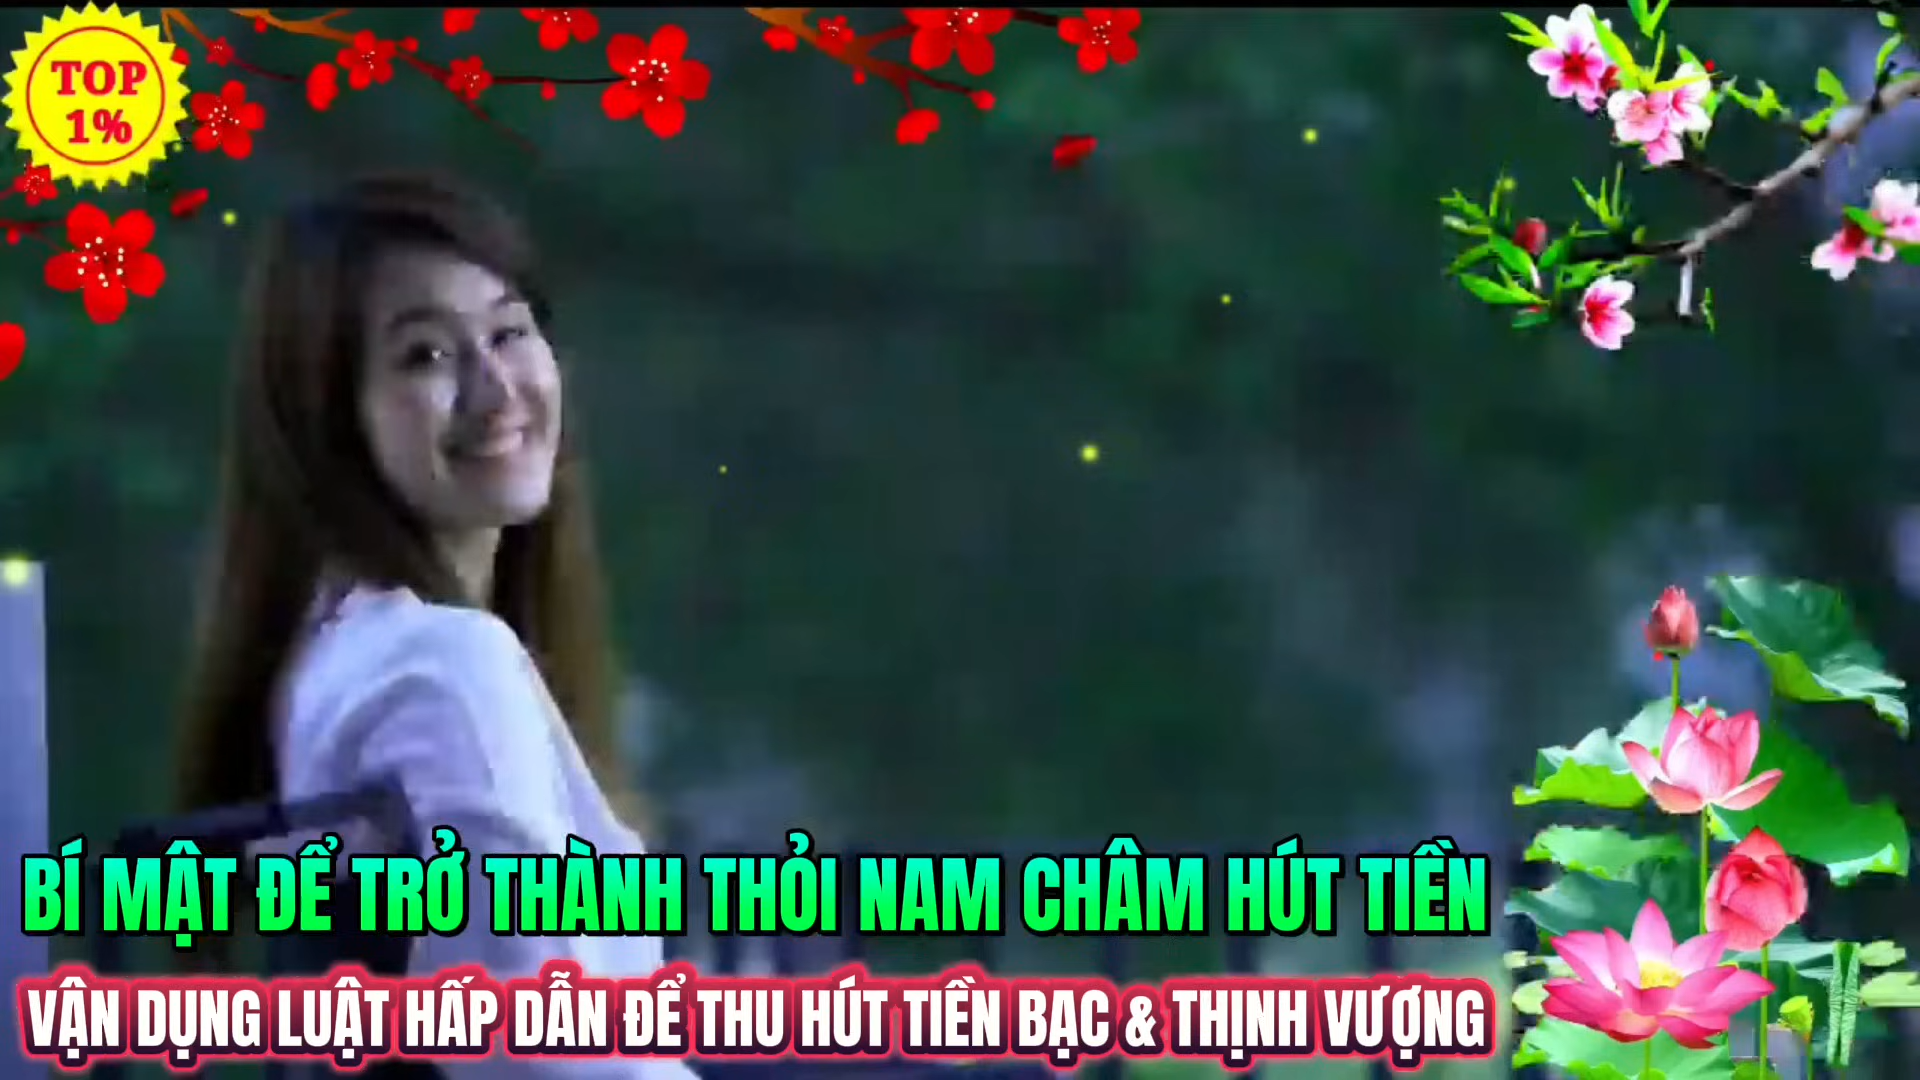 TOP
1%
BÍ MẬT ĐỂ TRỞ THÀNH THỎI NAM CHÂM HÚT TIỀN
VẬN DỤNG LUẬT HẤP DẪN ĐỂ THU HÚT TIỀN BẠC & THỊNH VƯỢNG